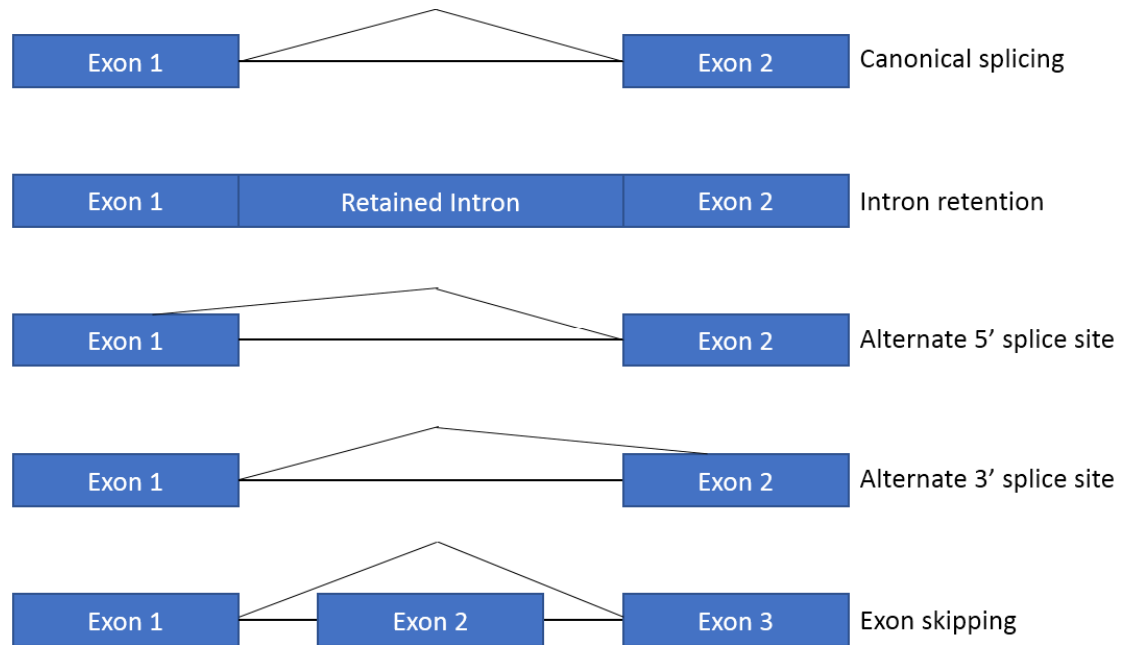 Exon 1 Exon 2 Canonical splicing
Exon 1 Retained Intron Exon 2 Intron retention
Exon 1 Exon 2 Alternate 5’ splice site
Exon 1 Exon 2 Alternate 3’ splice site
Exon 1 Exon 2 Exon 3 Exon skipping